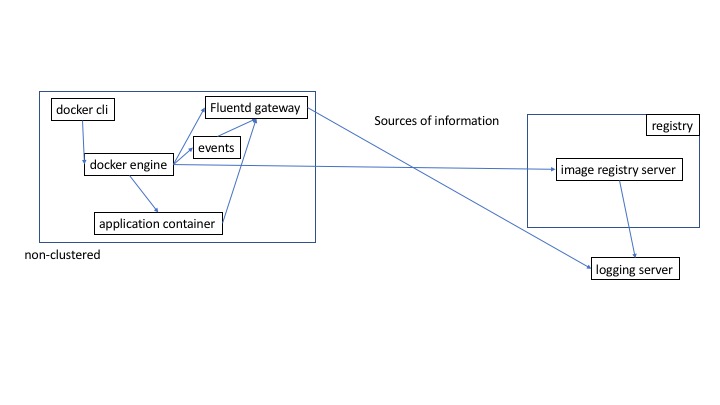 docker cli
Fluentd gateway
Sources of information
registry
events
docker engine
image registry server
application container
non-clustered
logging server